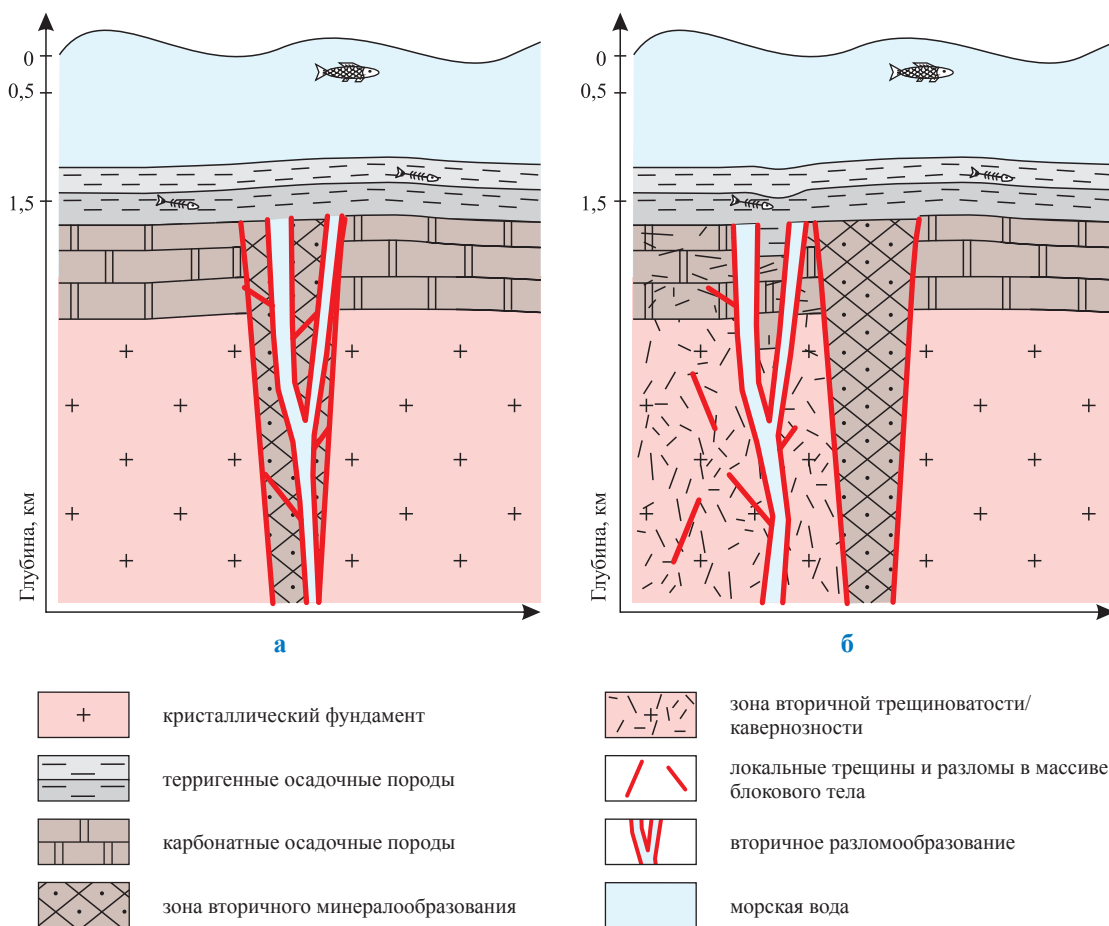 0
0,5
1,5
Глубина, км
а
0
0,5
1,5
Глубина, км
б
кристаллический фундамент
терригенные осадочные породы
карбонатные осадочные породы
зона вторичного минералообразования
зона вторичной трещиноватости/
кавернозности
локальные трещины и разломы в массиве
блокового тела
вторичное разломообразование
морская вода